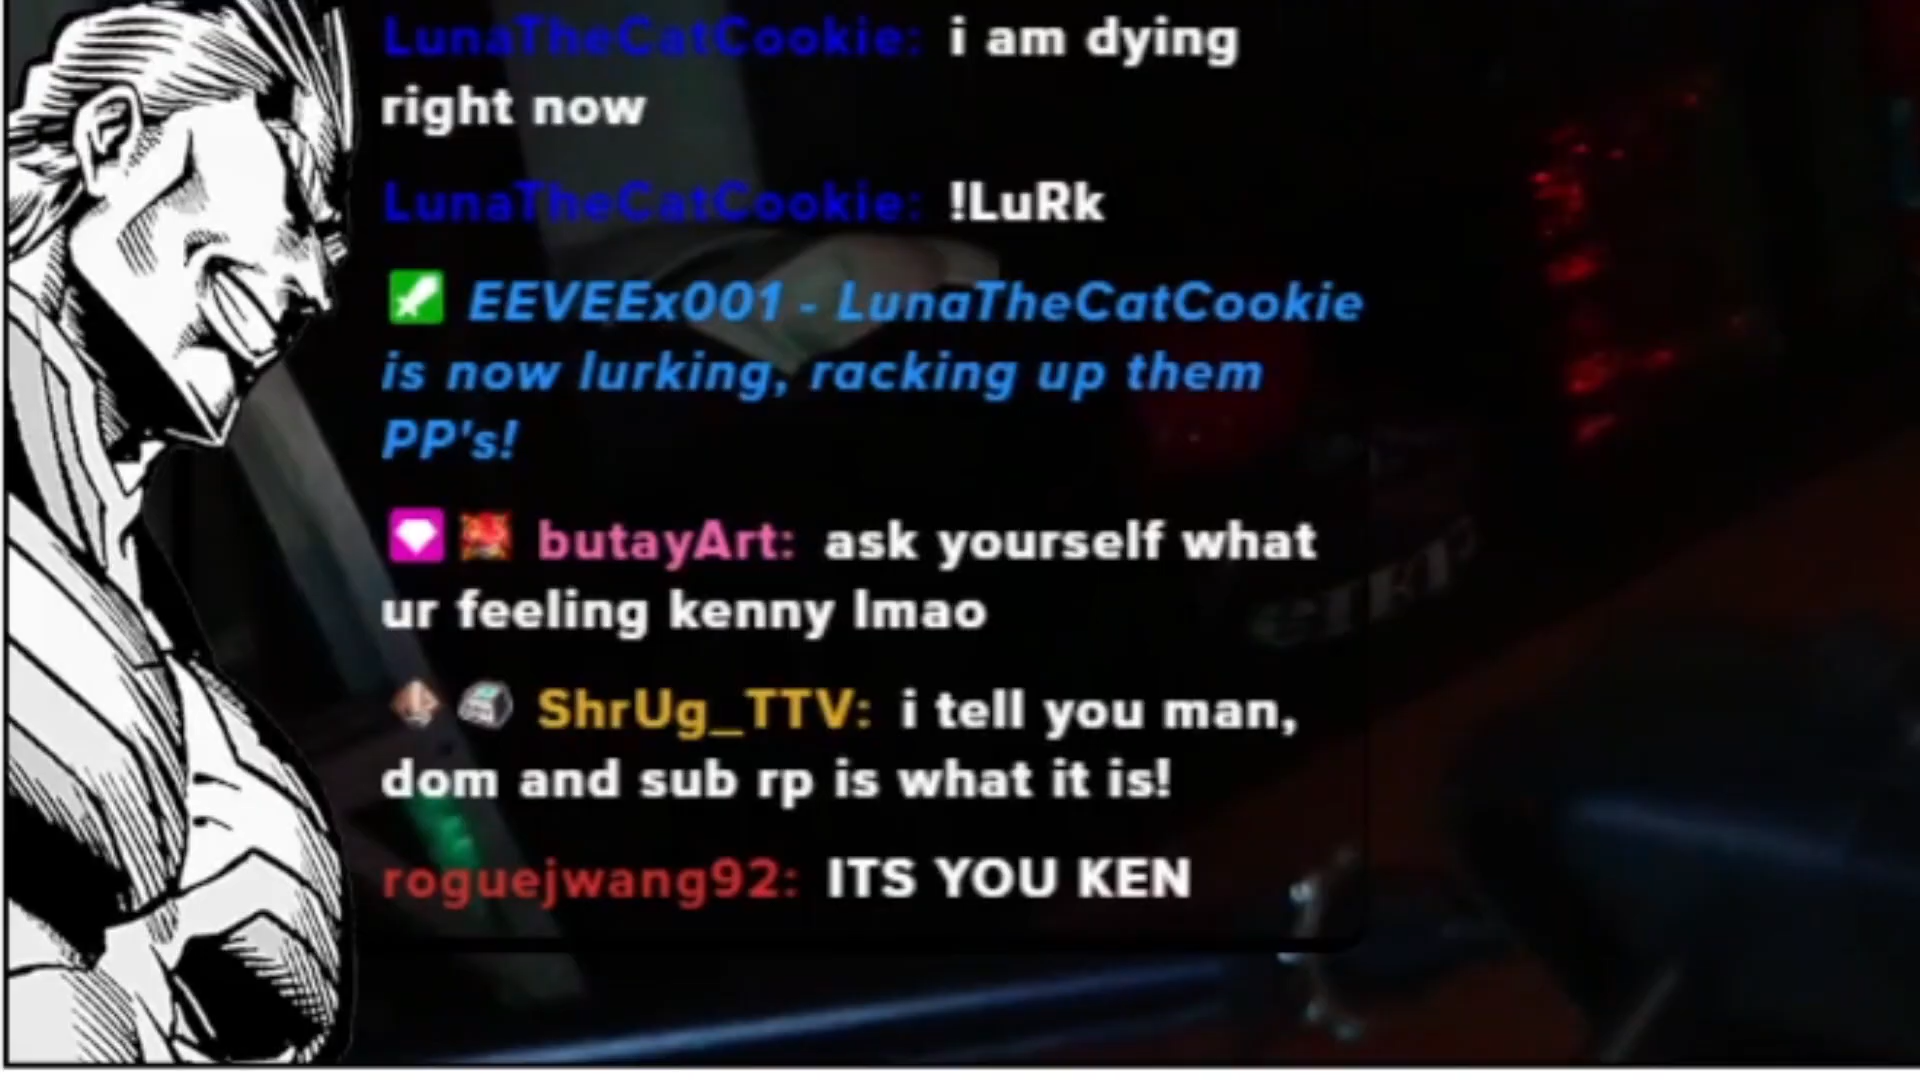 LunaTheCatCookie: i am dying
right now
LunaTheCatCookie: !LuRk
EEVEEx001 - LunaTheCatCookie
is now lurking, racking up them
PP's!
butayArt: ask yourself what
ur feeling kenny lmao
ShrUg_TTV: i tell you man,
dom and sub rp is what it is!
roguejwang92: ITS YOU KEN